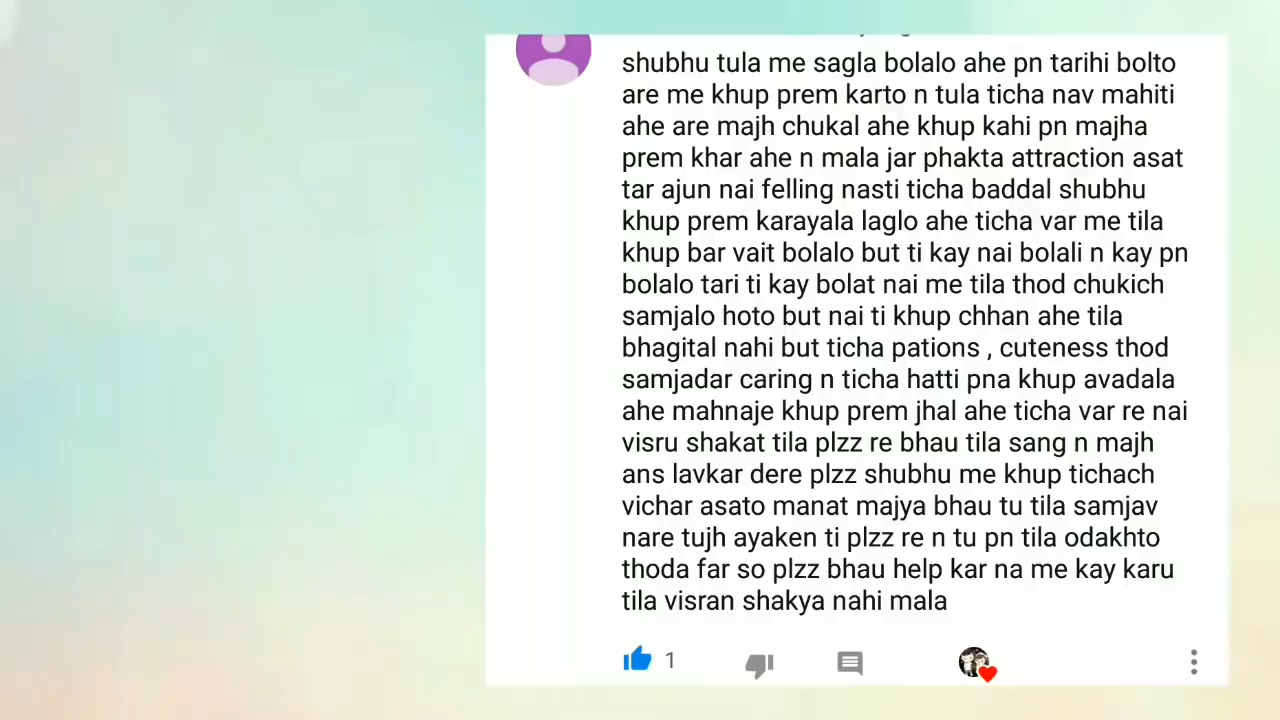 shubhu tula me sagla bolalo ahe pn tarihi bolto
are me khup prem karto n tula ticha nav mahiti
ahe are majh chukal ahe khup kahi pn majha
prem khar ahe n mala jar phakta attraction asat
tar ajun nai felling nasti ticha baddal shubhu
khup prem karayala laglo ahe ticha var me tila
khup bar vait bolalo but ti kay nai bolali n kay pn
bolalo tari ti kay bolat nai me tila thod chukich
samjalo hoto but nai ti khup chhan ahe tila
bhagital nahi but ticha pations , cuteness thod
samjadar caring n ticha hatti pna khup avadala
ahe mahnaje khup prem jhal ahe ticha var re nai
visru shakat tila plzz re bhau tila sang n majh
ans lavkar dere plzz shubhu me khup tichach
vichar asato manat majya bhau tu tila samjav
nare tujh ayaken ti plzz re n tu pn tila odakhto
thoda far so plzz bhau help kar na me kay karu
tila visran shakya nahi mala
1